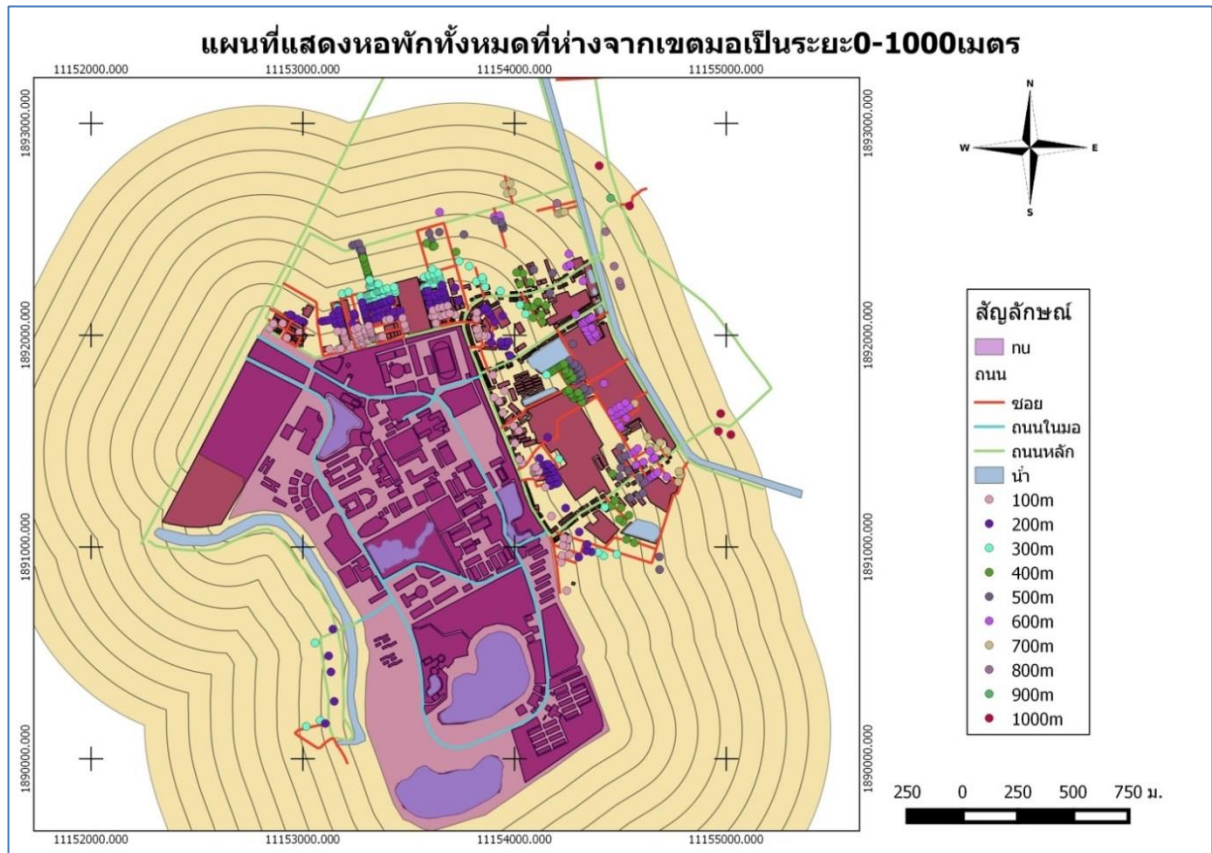 แผนที่แสดงหอพักทั้งหมดที่ห่างจากเขตมอเป็นระยะ0-1000เมตร
11152000.000 11153000.000 11154000.000 11155000.000
1893000.000 1893000.000
1892000.000 1892000.000
1891000.000 1891000.000
1890000.000 1890000.000
11152000.000 11153000.000 11154000.000 11155000.000
N
W E
S
สัญลักษณ์
ถนน
ซอย
ถนนในมอ
ถนนหลัก
น้ำ
100m
200m
300m
400m
500m
600m
700m
800m
900m
1000m
250 0 250 500 750 ม.